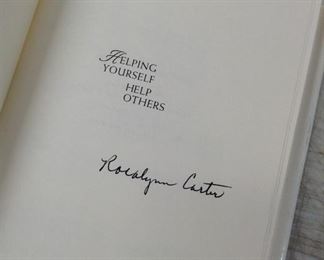 HELPING
YOURSELF
HELP
OTHERS
Rosalynn Carter